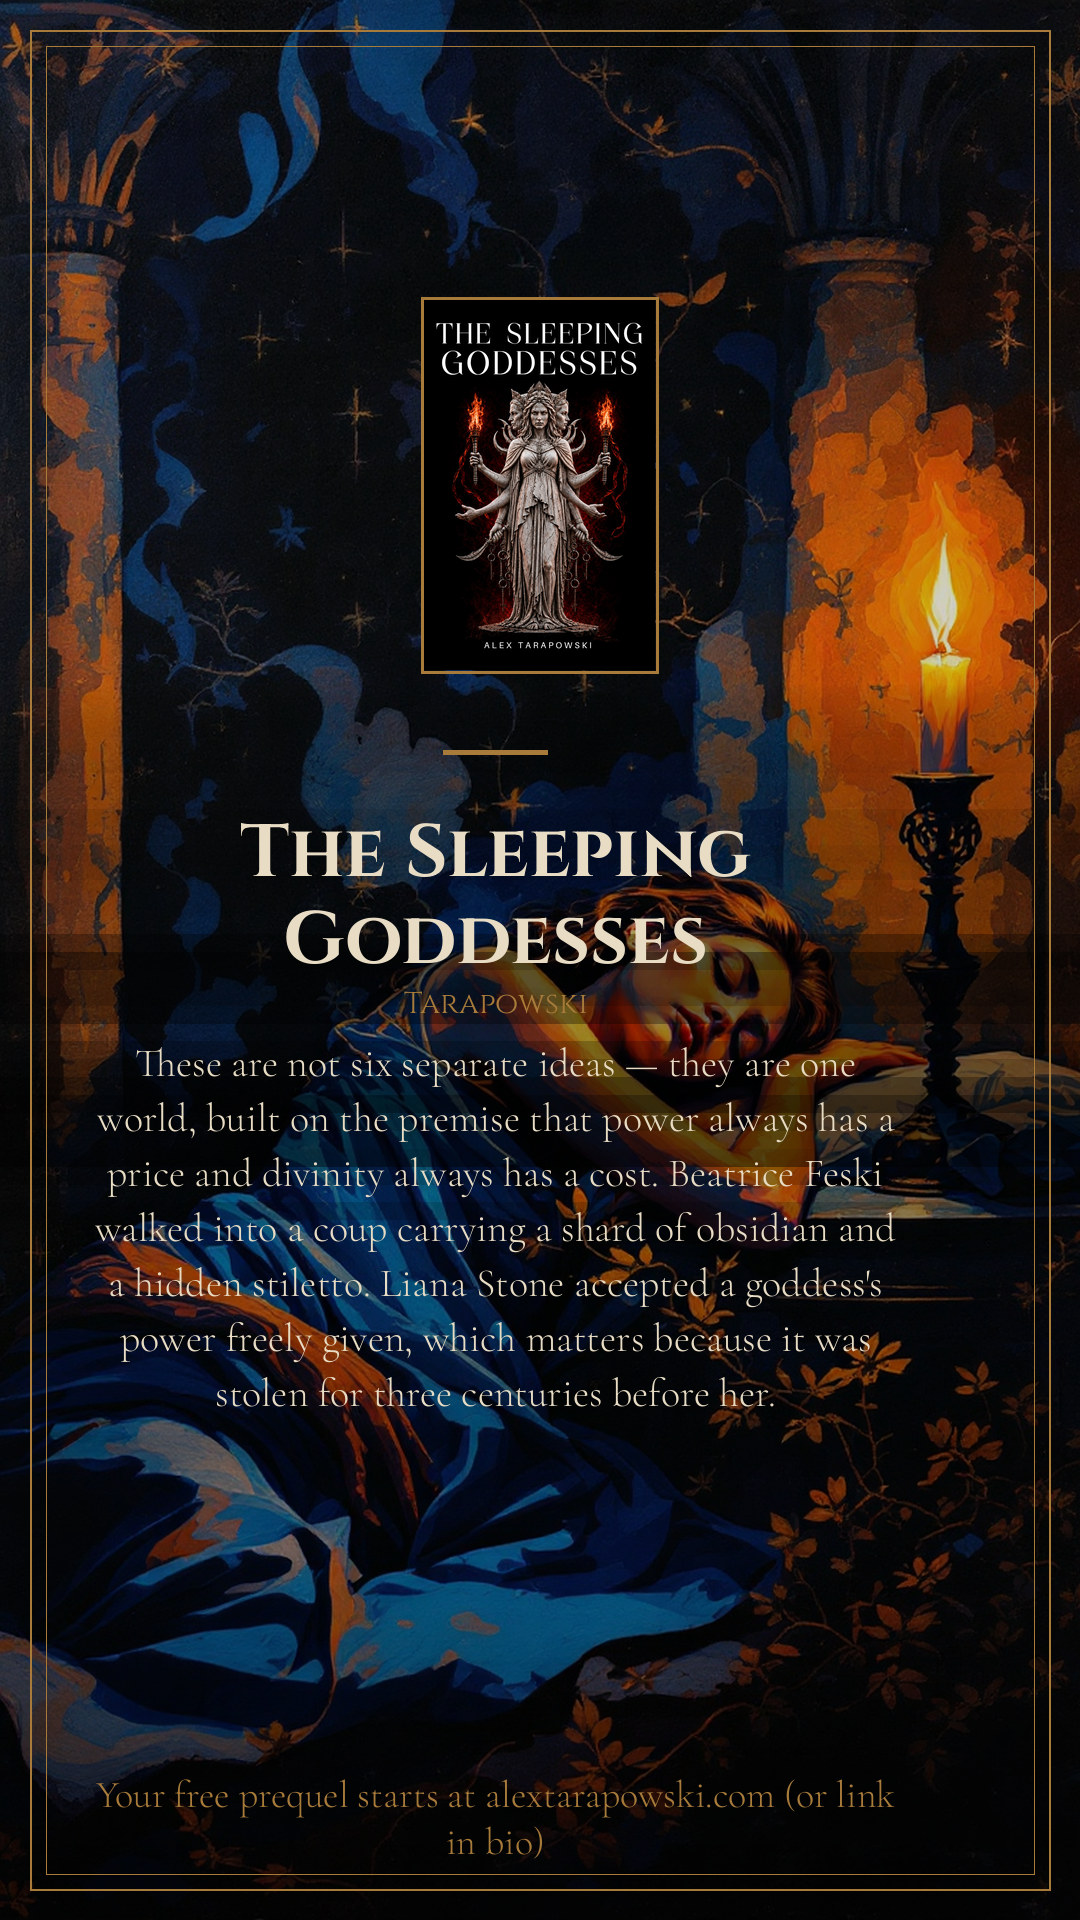 THE SLEEPING
GODDESSES
ALEX TARAPOWSKI
The Sleeping
Goddesses
Tarapowski
These are not six separate ideas — they are one
world, built on the premise that power always has a
price and divinity always has a cost. Beatrice Feski
walked into a coup carrying a shard of obsidian and
a hidden stiletto. Liana Stone accepted a goddess's
power freely given, which matters because it was
stolen for three centuries before her.
Your free prequel starts at alextarapowski.com (or link
in bio)